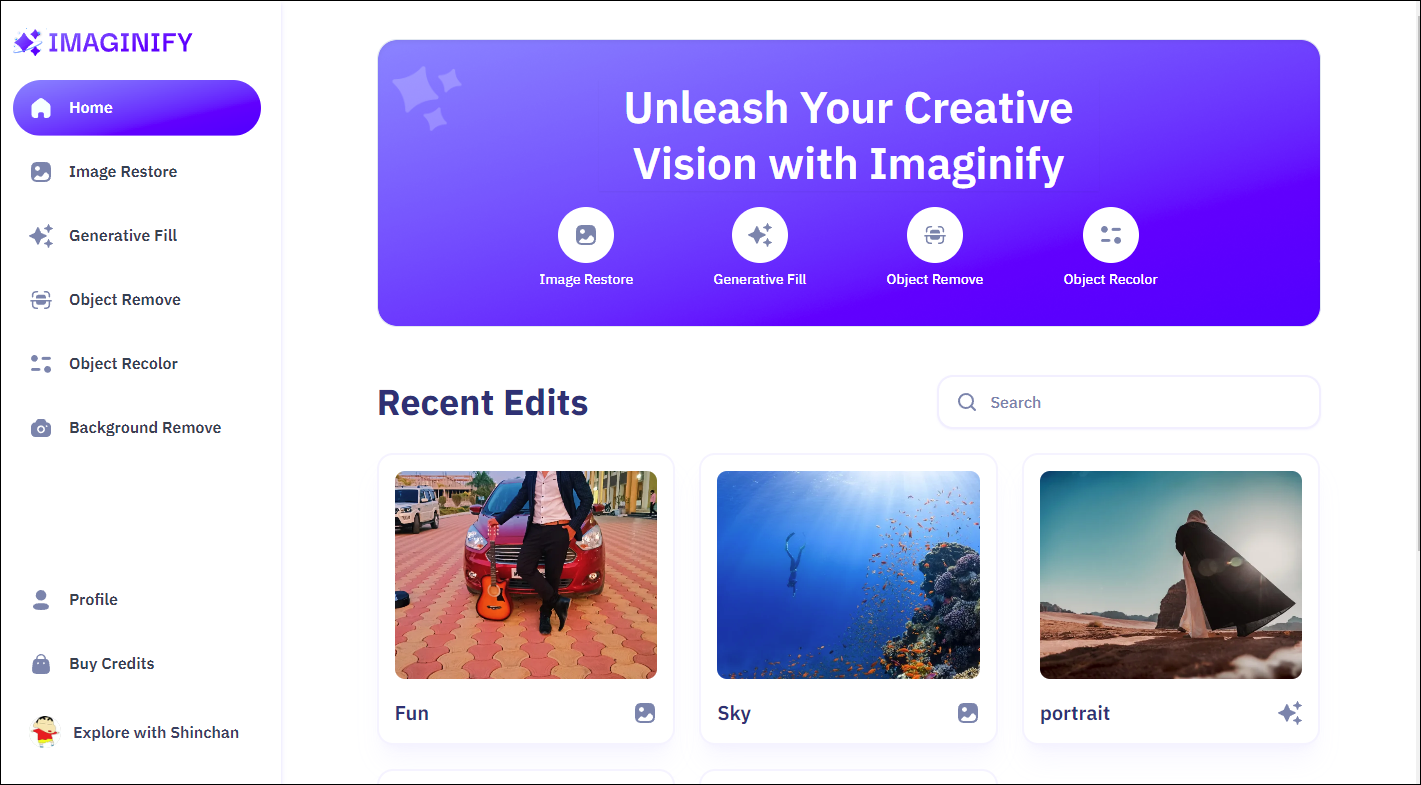 IMAGINIFY
Home
Image Restore
Generative Fill
Object Remove
Object Recolor
Background Remove
Profile
Buy Credits
Explore with Shinchan
Unleash Your Creative
Vision with Imaginify
Image Restore
Generative Fill
Object Remove
Object Recolor
Recent Edits
Search
Fun
Sky
portrait